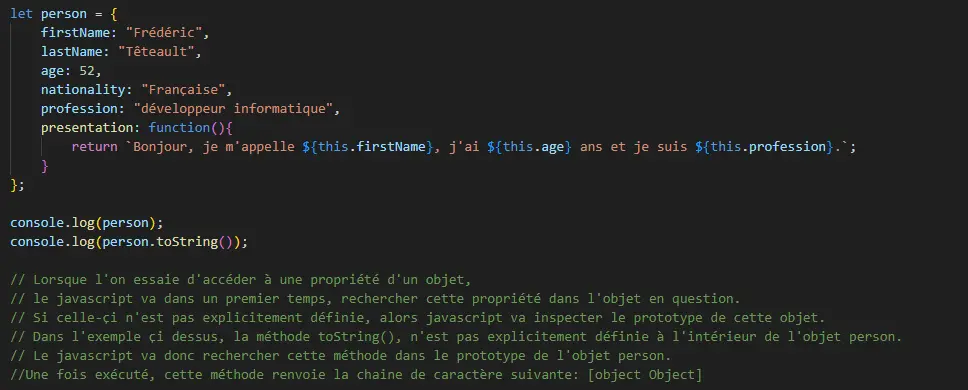 let person = {
    firstName: "Frédéric",
    lastName: "Têteault",
    age: 52,
    nationality: "Française",
    profession: "développeur informatique",
    presentation: function(){
        return `Bonjour, je m'appelle ${this.firstName}, j'ai ${this.age} ans et je suis ${this.profession}.`;
    }
};

console.log(person);
console.log(person.toString());

// Lorsque l'on essaie d'accéder à une propriété d'un objet,
// le javascript va dans un premier temps, rechercher cette propriété dans l'objet en question.
// Si celle-çi n'est pas explicitement définie, alors javascript va inspecter le prototype de cette objet.
// Dans l'exemple çi dessus, la méthode toString(), n'est pas explicitement définie à l'intérieure de l'objet person.
// Le javascript va donc rechercher cette méthode dans le prototype de l'objet person.
//Une fois exécuté, cette méthode renvoie la chaine de caractère suivante: [object Object]